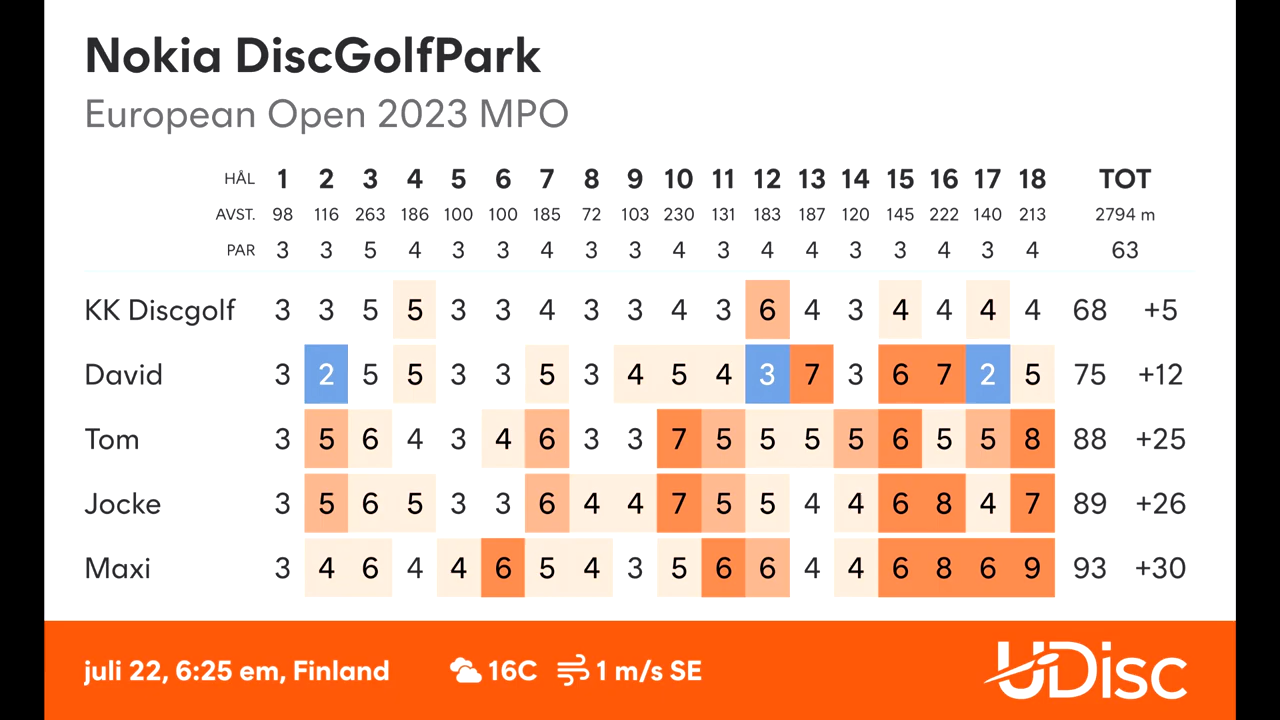 Nokia DiscGolfPark
European Open 2023 MPO
HÅL 1 2 3 4 5 6 7 8 9 10 11 12 13 14 15 16 17 18 TOT
AVST. 98 116 263 186 100 100 185 72 103 230 131 183 187 120 145 222 140 213 2794 m
PAR 3 3 5 4 3 3 4 3 3 4 3 4 4 3 3 4 3 4 63
KK Discgolf 3 3 5 5 3 3 4 3 3 4 3 6 4 3 4 4 4 4 68 +5
David 3 2 5 5 3 3 5 3 4 5 4 3 7 3 6 7 2 5 75 +12
Tom 3 5 6 4 3 4 6 3 3 7 5 5 5 5 6 5 5 8 88 +25
Jocke 3 5 6 5 3 3 6 4 4 7 5 5 4 4 6 8 4 7 89 +26
Maxi 3 4 6 4 4 6 5 4 3 5 6 6 4 4 6 8 6 9 93 +30
juli 22, 6:25 em, Finland 16C 1 m/s SE UDisc